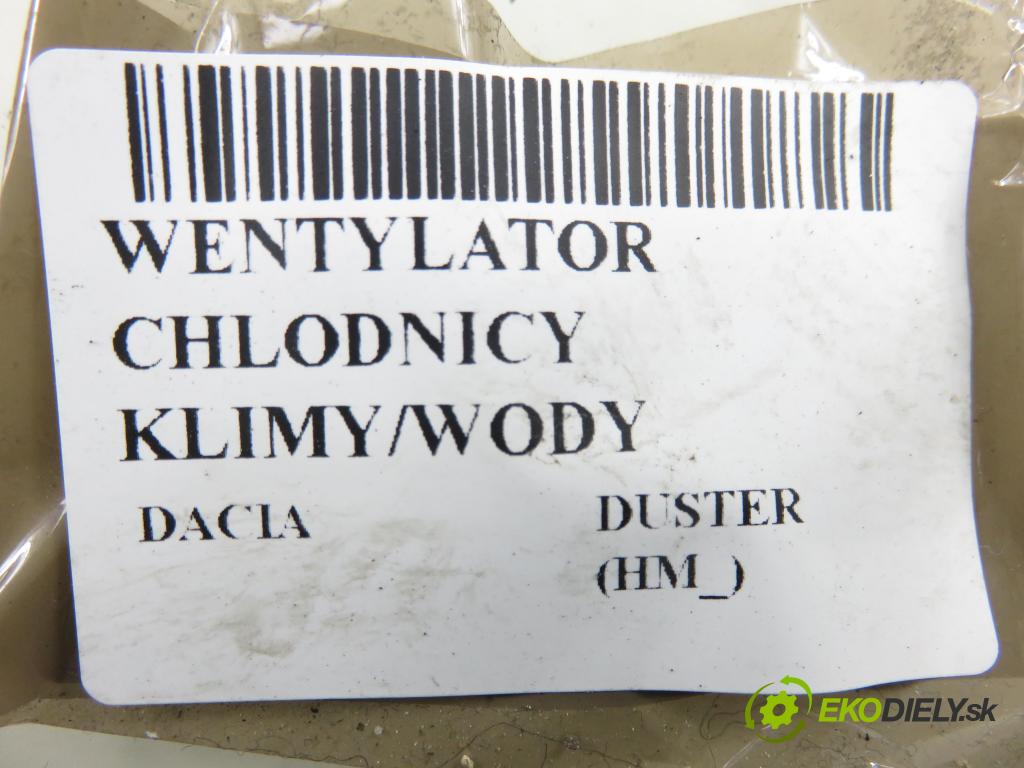 WENTYLATOR
CHLODNICY
KLIMY/WODY
DACIA DUSTER
(HM_)
EKODIELY.sk